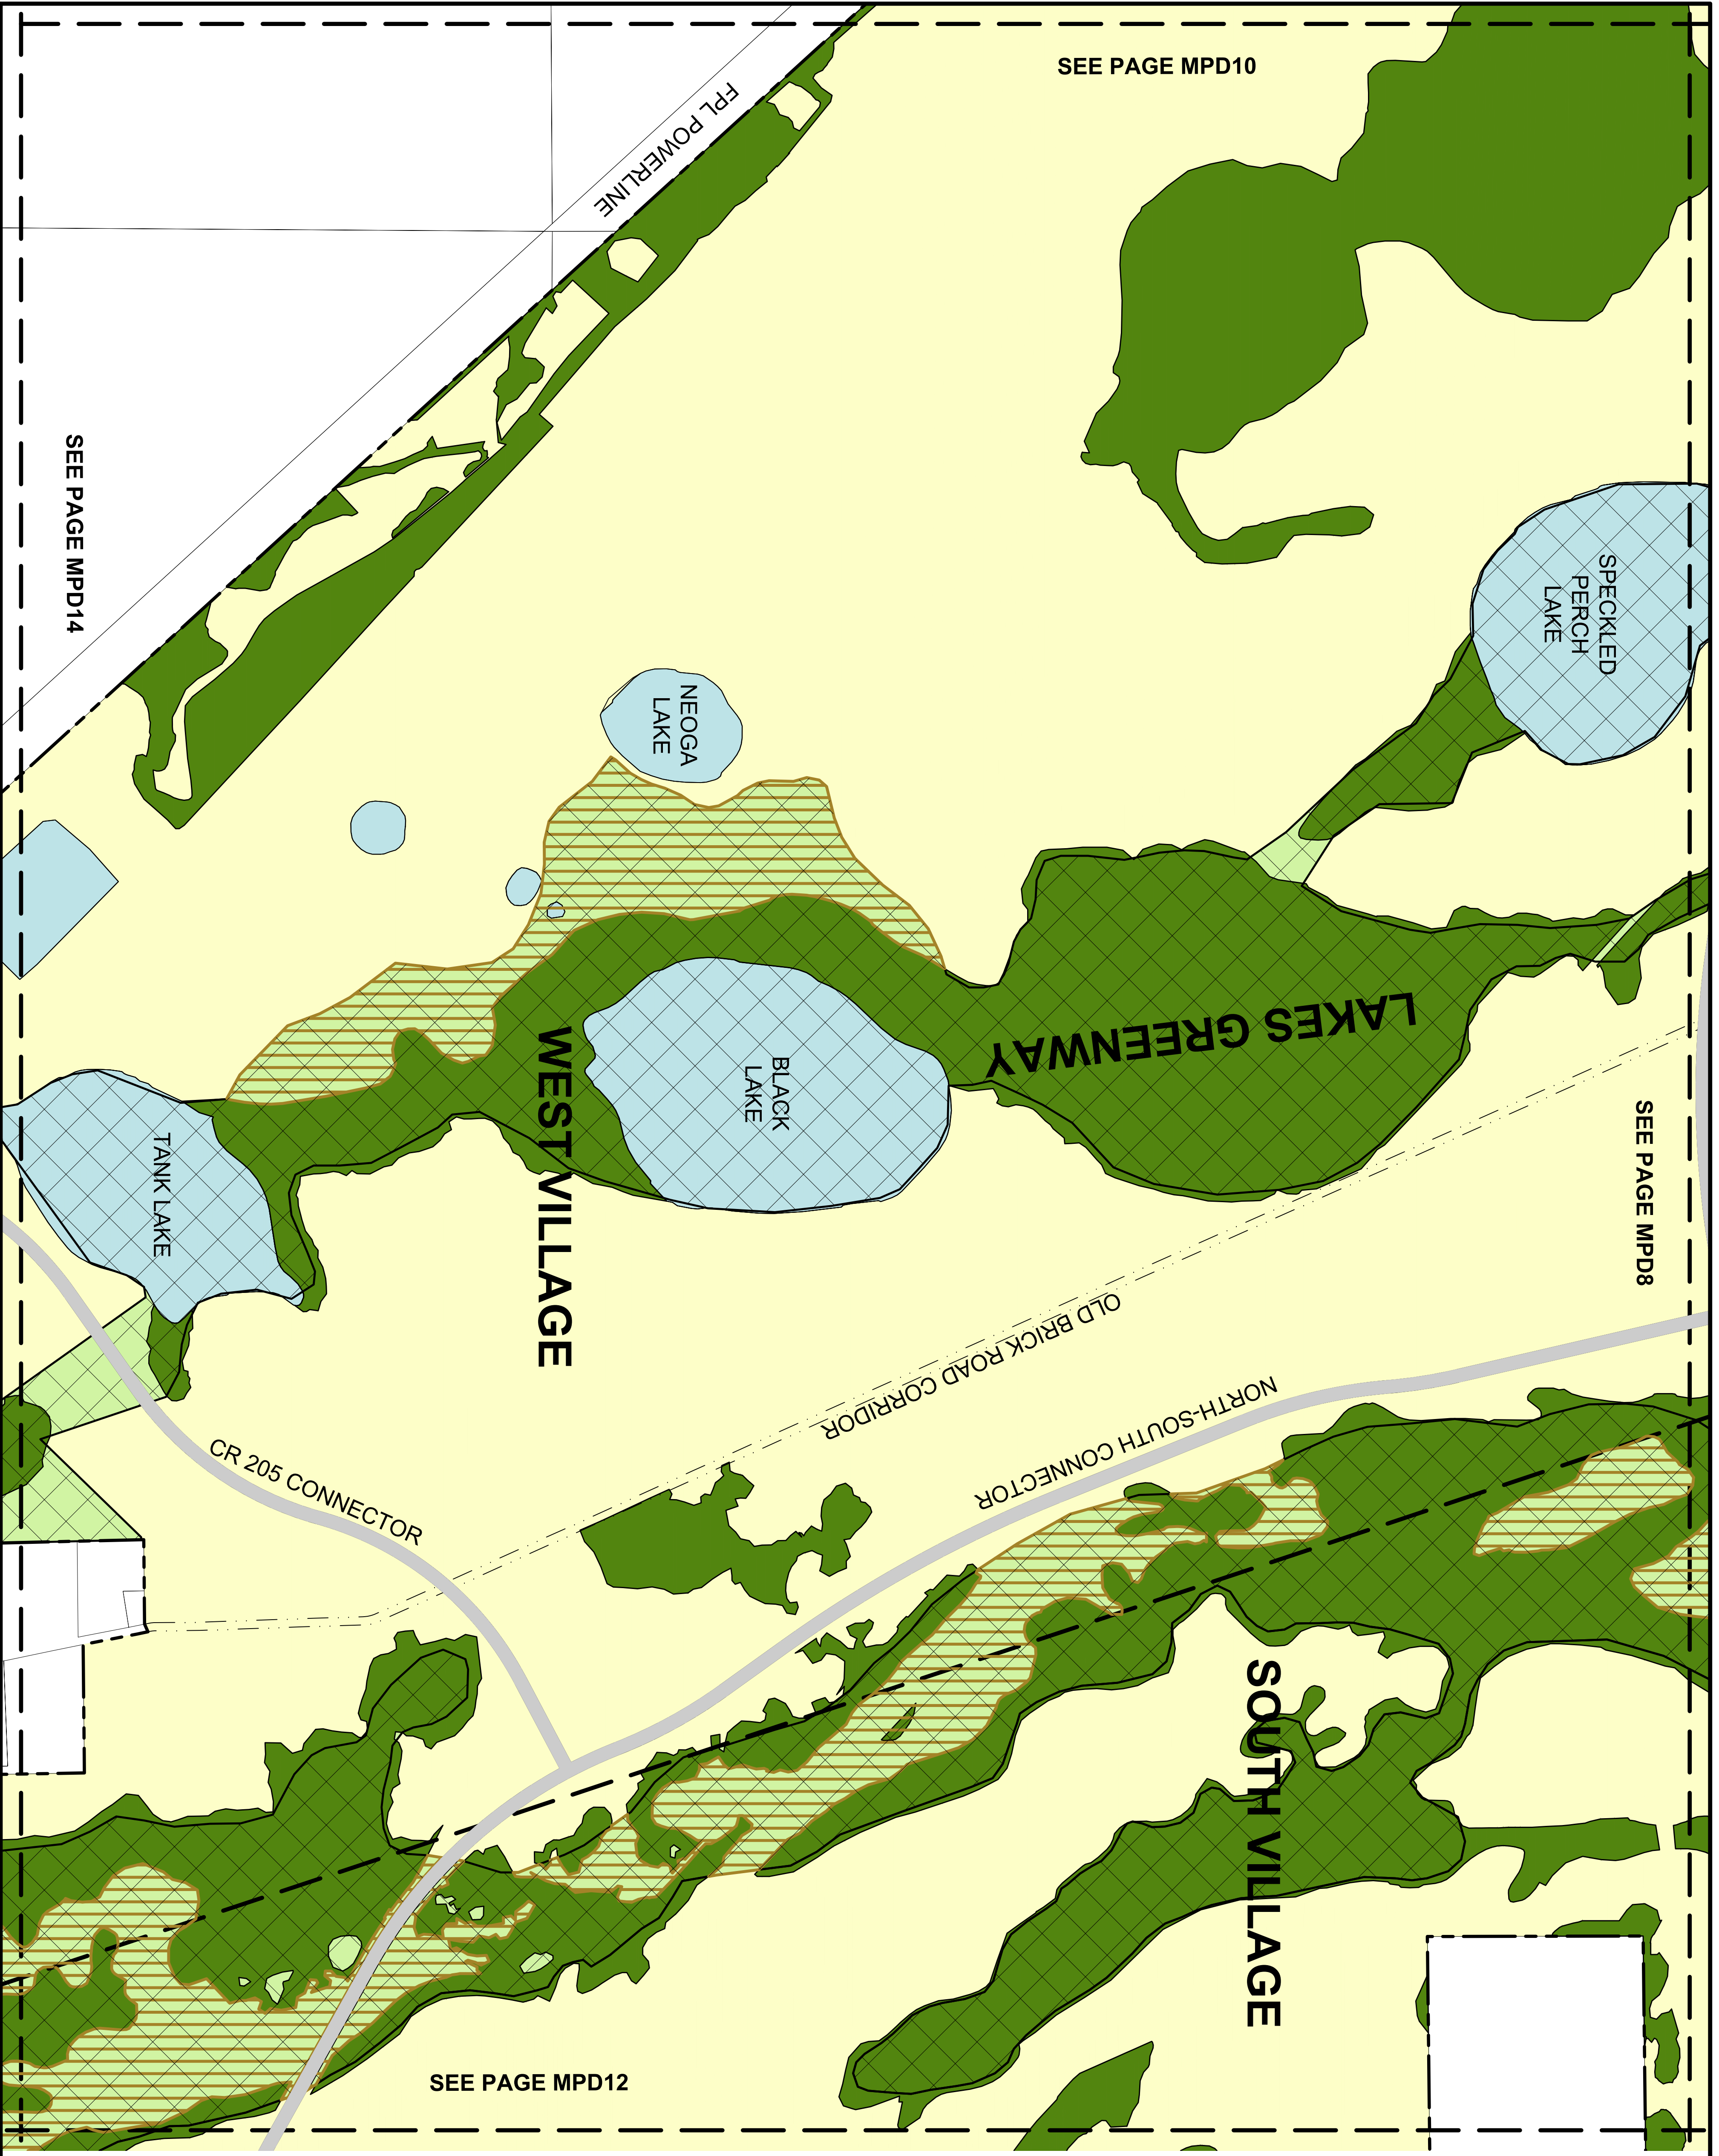 SEE PAGE MPD10
FPL POWERLINE
SEE PAGE MPD14
SPECKLED
PERCH
LAKE
NEOGA
LAKE
LAKES GREENWAY
BLACK
LAKE
WEST VILLAGE
TANK LAKE
SEE PAGE MPD8
OLD BRICK ROAD CORRIDOR
NORTH-SOUTH CONNECTOR
CR 205 CONNECTOR
SOUTH VILLAGE
SEE PAGE MPD12